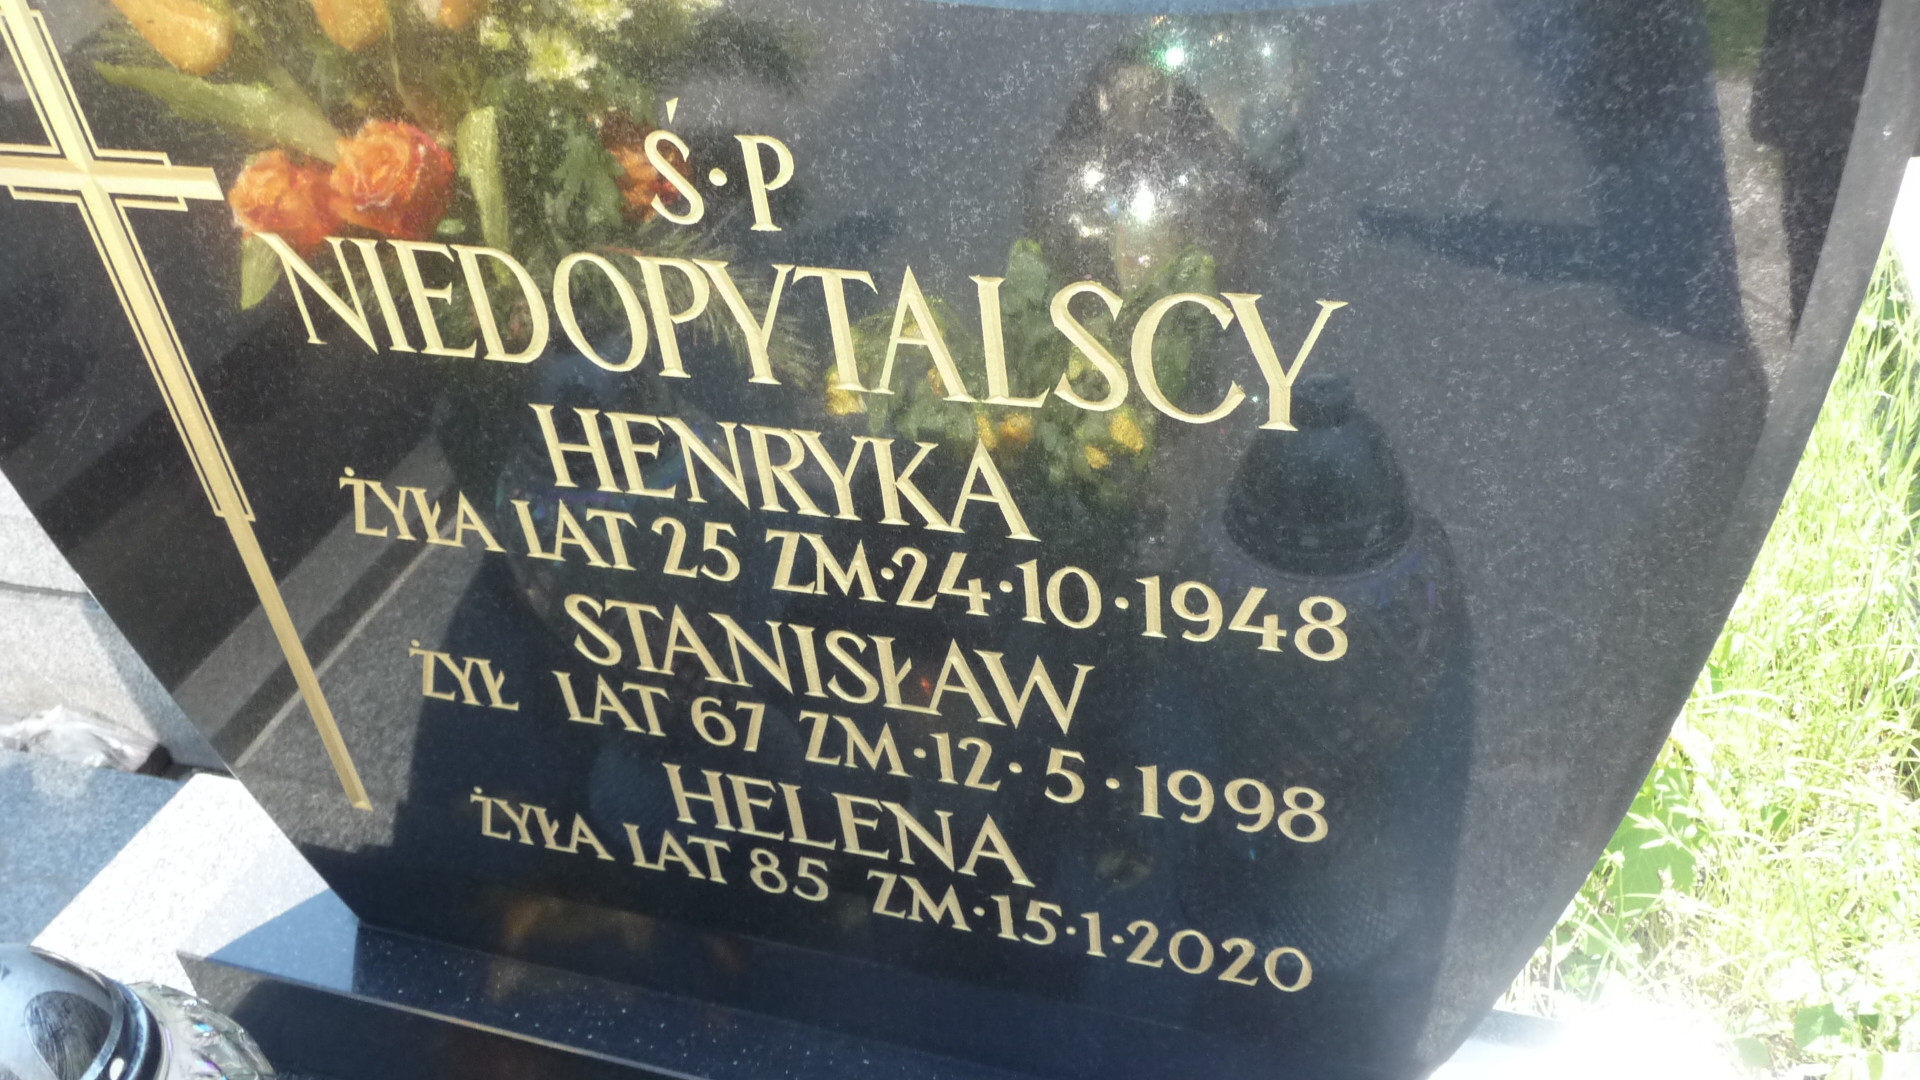 Ś·P
NIEDOPYTALSCY
HENRYKA
ŻYŁA LAT 25 ZM·24·10·1948
STANISŁAW
ŻYŁ LAT 67 ZM·12·5·1998
HELENA
ŻYŁA LAT 85 ZM·15·1·2020